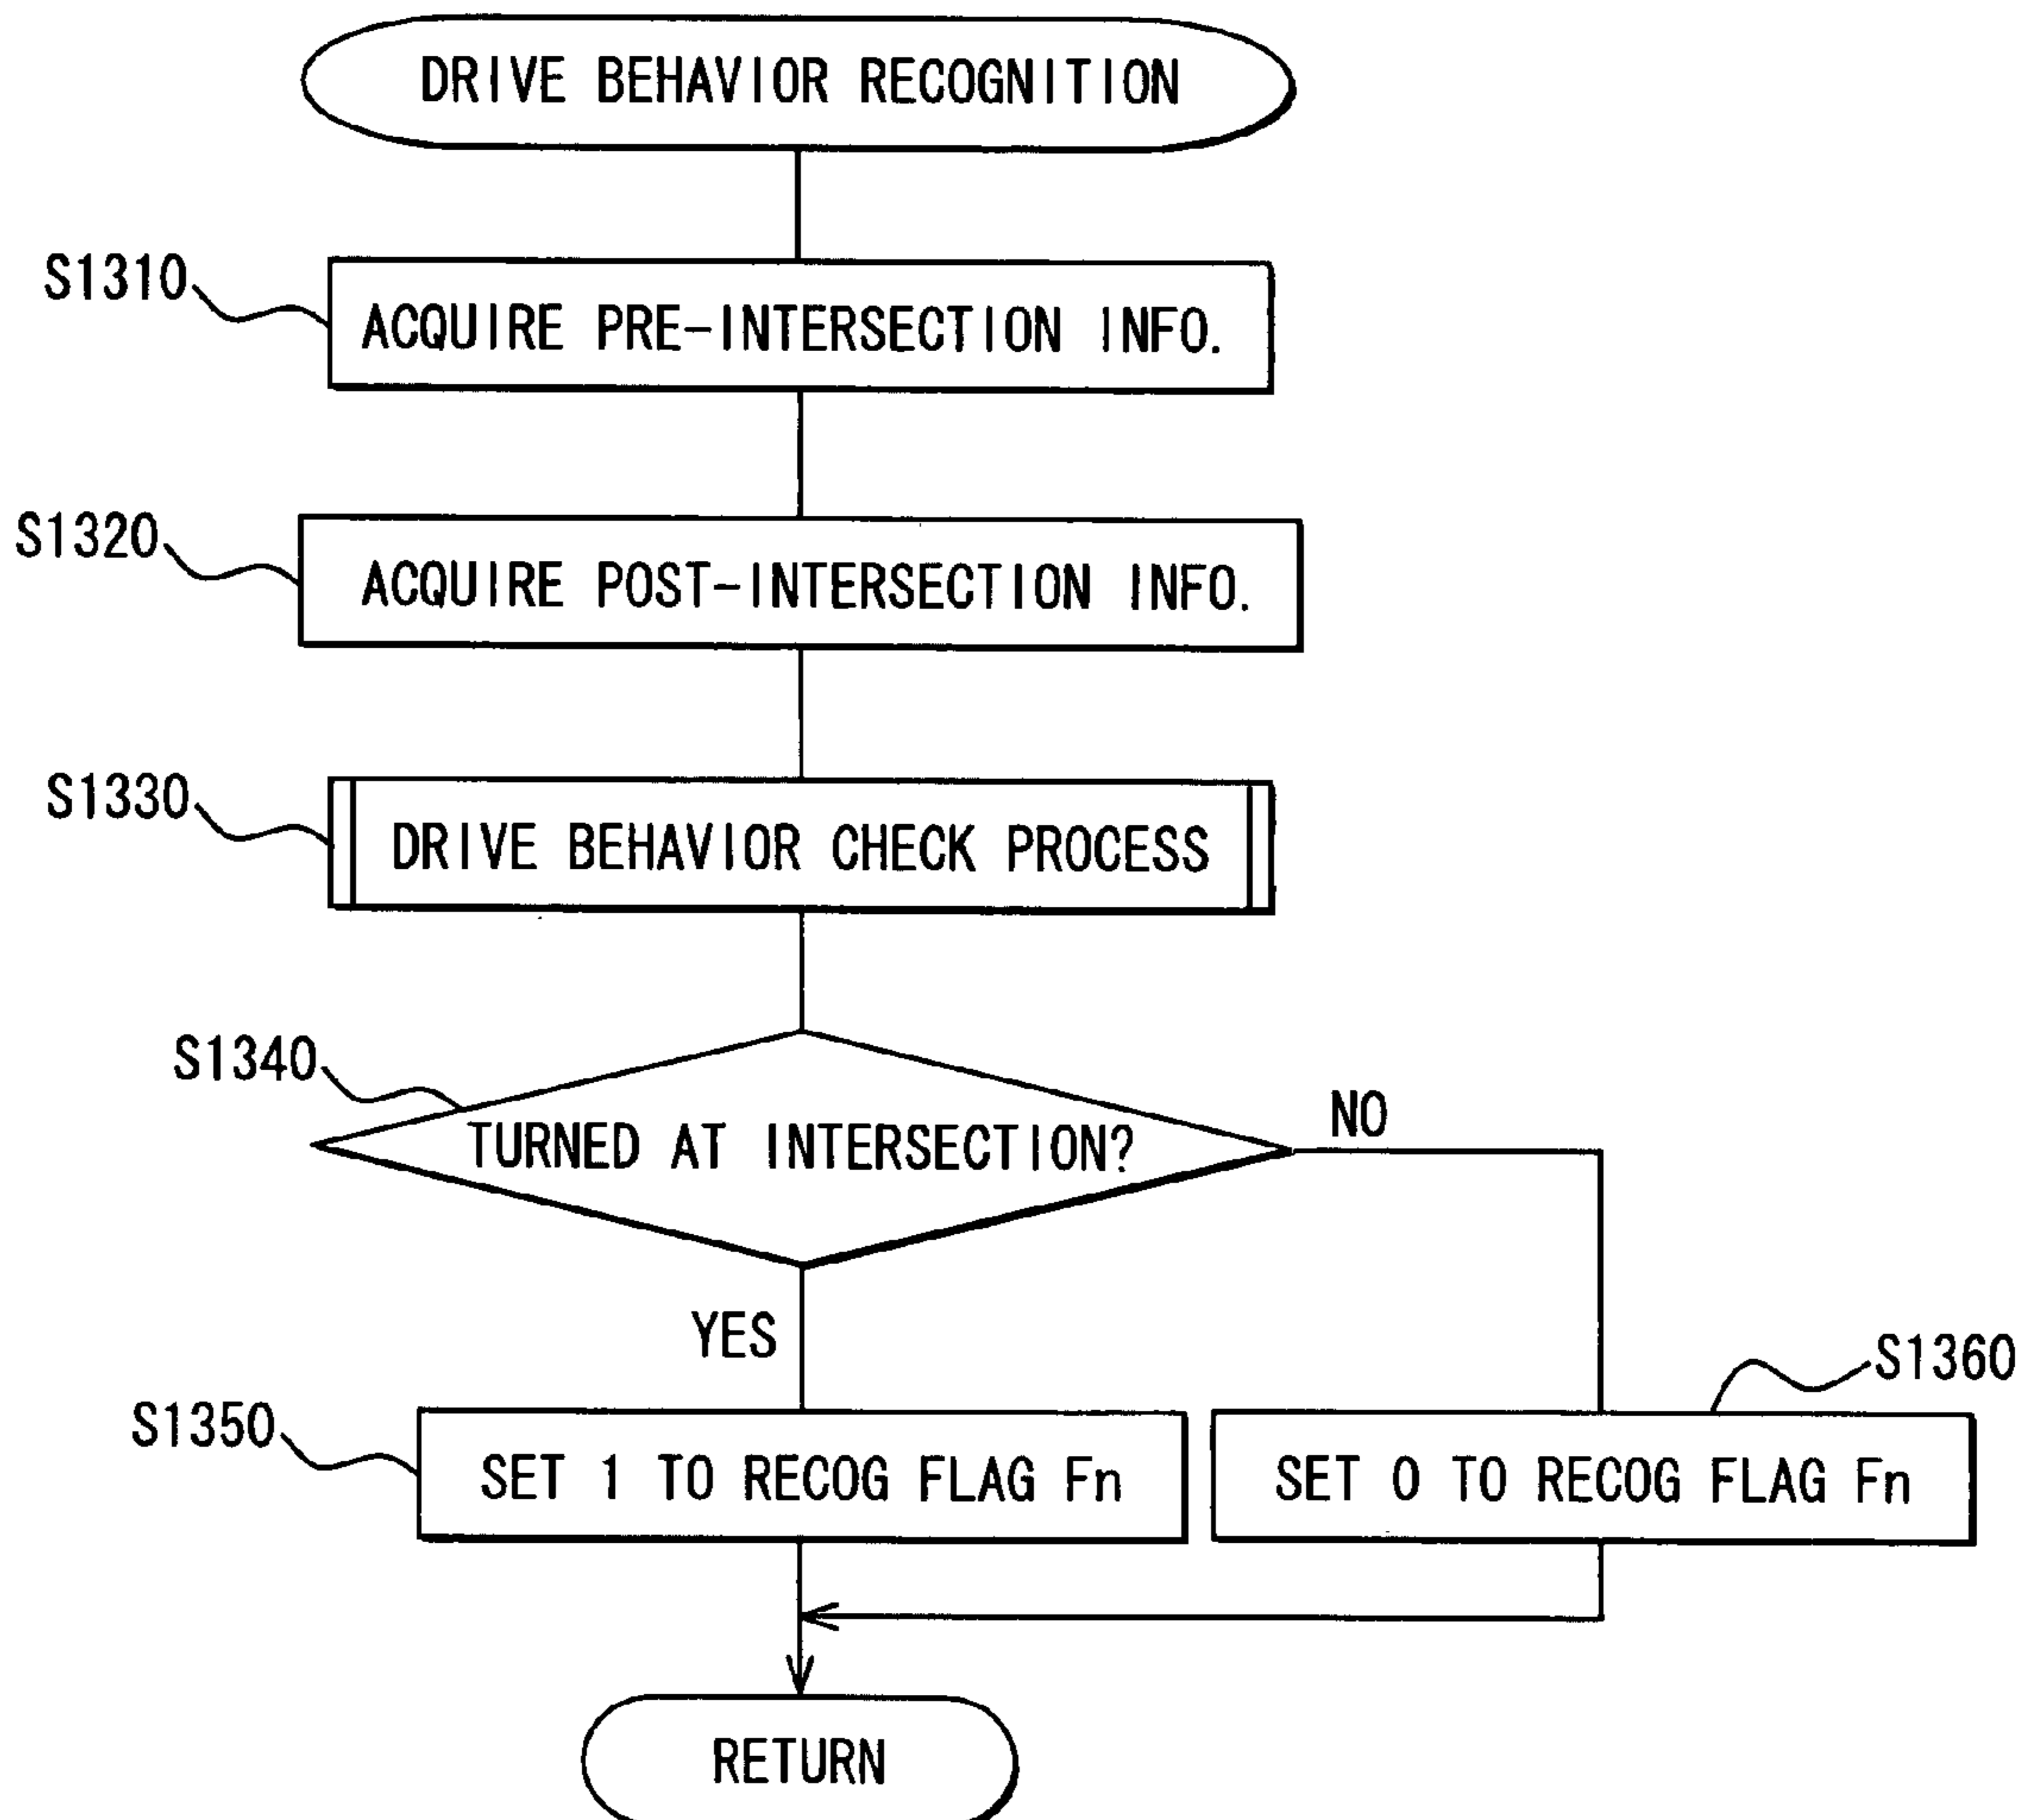 DRIVE BEHAVIOR RECOGNITION
S1310
ACQUIRE PRE-INTERSECTION INFO.
S1320
ACQUIRE POST-INTERSECTION INFO.
S1330
DRIVE BEHAVIOR CHECK PROCESS
S1340
TURNED AT INTERSECTION?
NO
YES
S1360
S1350
SET 1 TO RECOG FLAG Fn
SET 0 TO RECOG FLAG Fn
RETURN